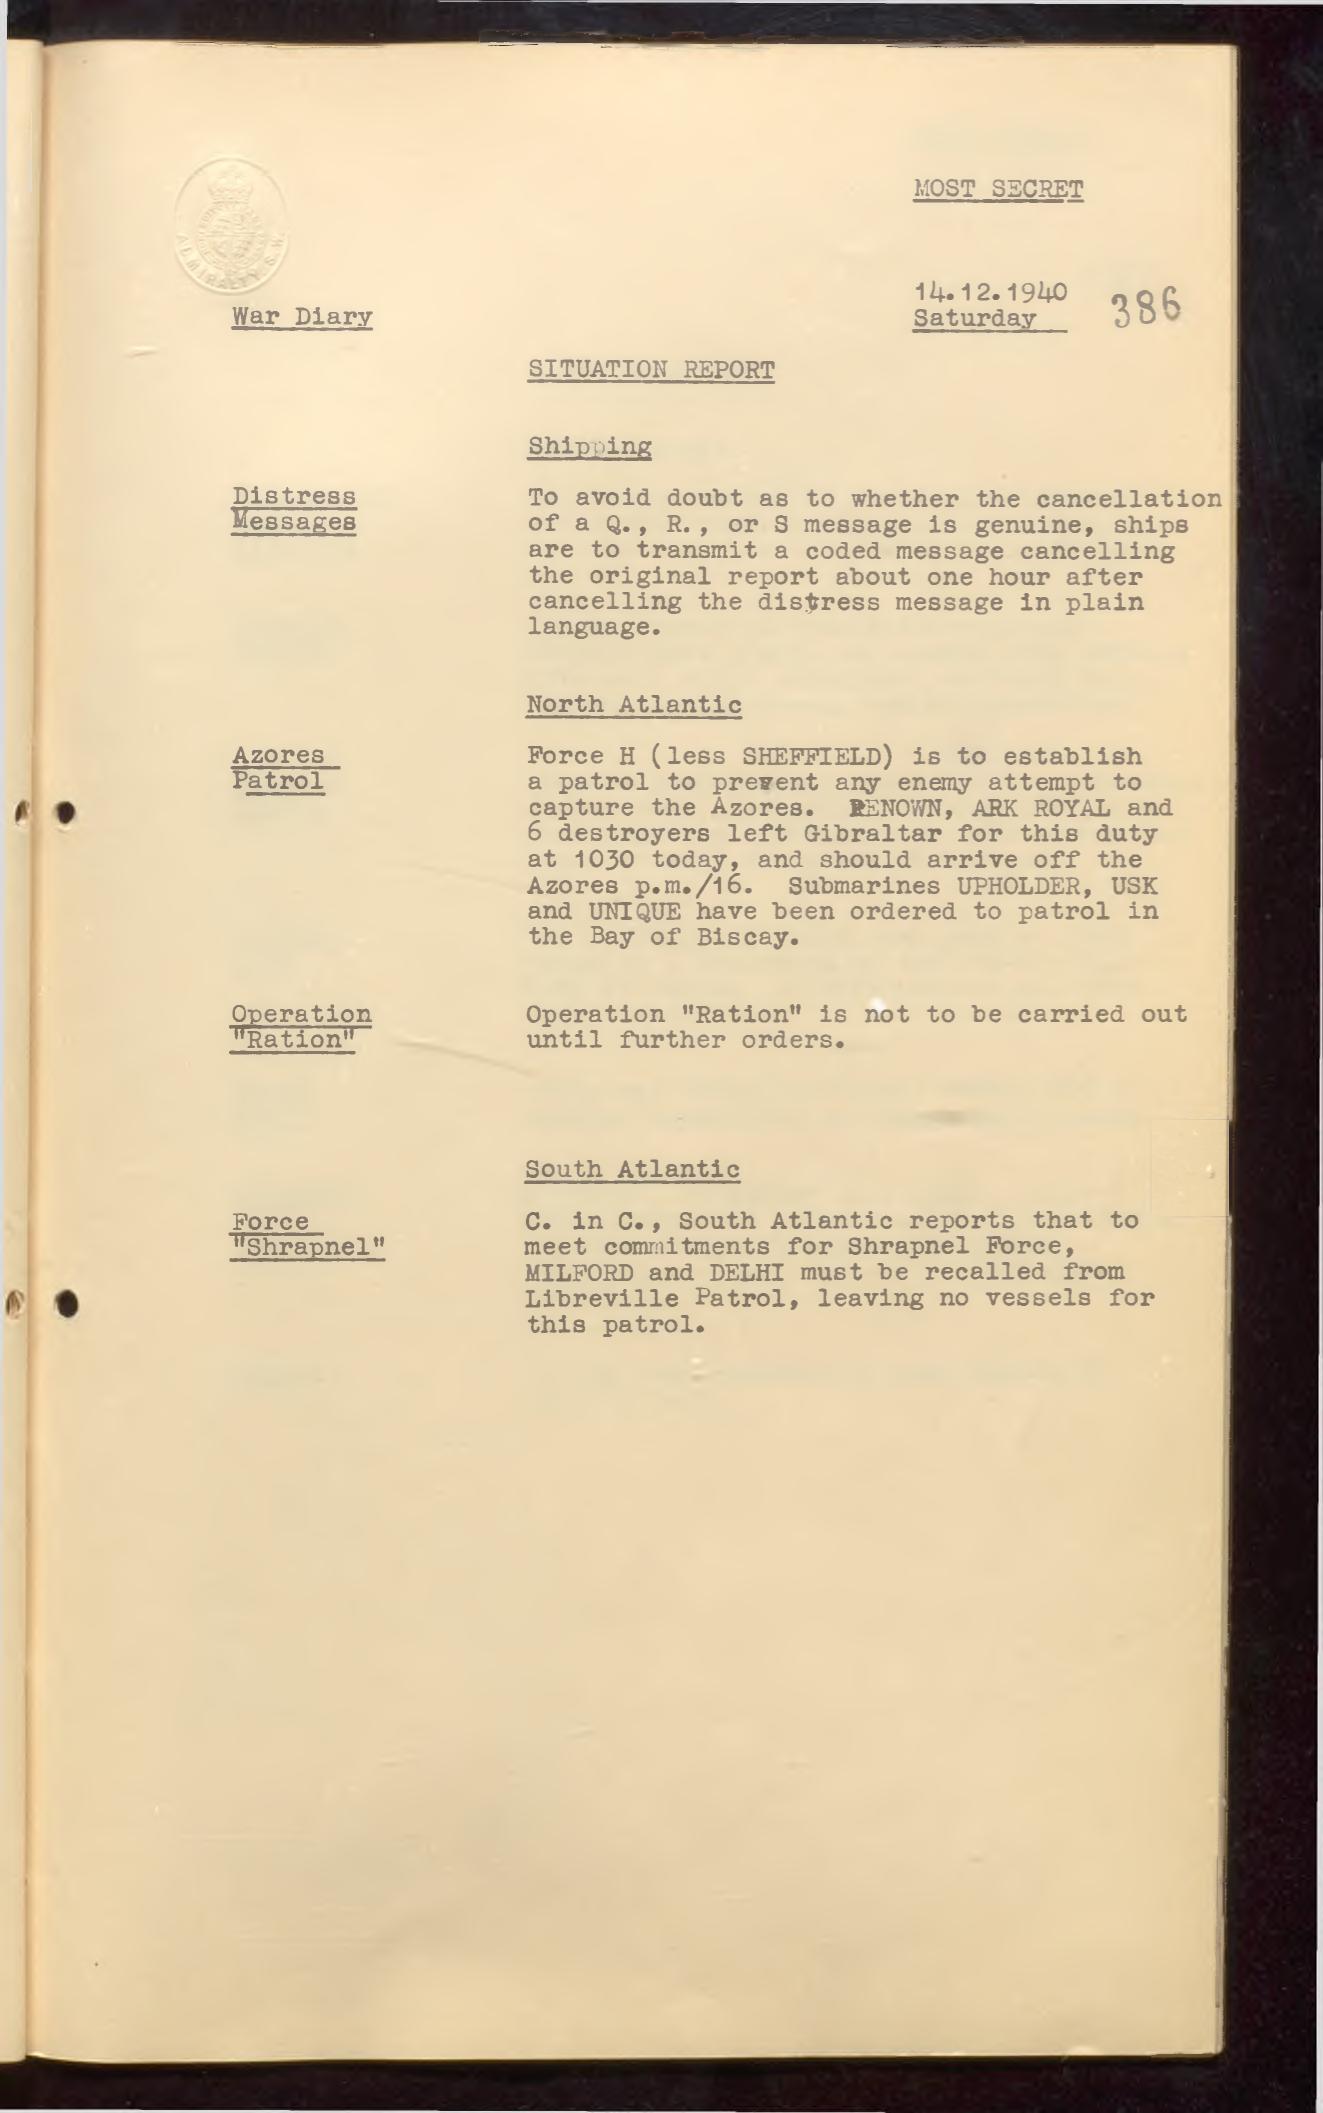 MOST SECRET
ADMIRALTY S.W.
14.12.1940
386
War Diary
Saturday
SITUATION REPORT
Shipping
Distress
Messages
To avoid doubt as to whether the cancellation
of a Q., R., or S message is genuine, ships
are to transmit a coded message cancelling
the original report about one hour after
cancelling the distress message in plain
language.
North Atlantic
Azores
Patrol
Force H (less SHEFFIELD) is to establish
a patrol to prevent any enemy attempt to
capture the Azores. RENOWN, ARK ROYAL and
6 destroyers left Gibraltar for this duty
at 1030 today, and should arrive off the
Azores p.m./16. Submarines UPHOLDER, USK
and UNIQUE have been ordered to patrol in
the Bay of Biscay.
Operation
"Ration"
Operation "Ration" is not to be carried out
until further orders.
South Atlantic
Force
"Shrapnel"
C. in C., South Atlantic reports that to
meet commitments for Shrapnel Force,
MILFORD and DELHI must be recalled from
Libreville Patrol, leaving no vessels for
this patrol.